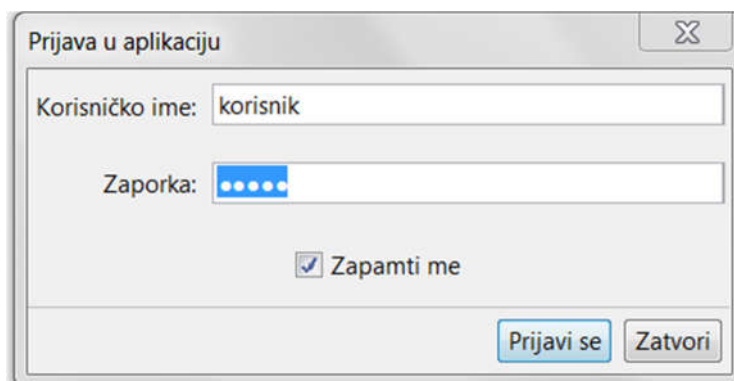 Prijava u aplikaciju
Korisničko ime: korisnik
Zaporka: •••••
Zapamti me
Prijavi se Zatvori